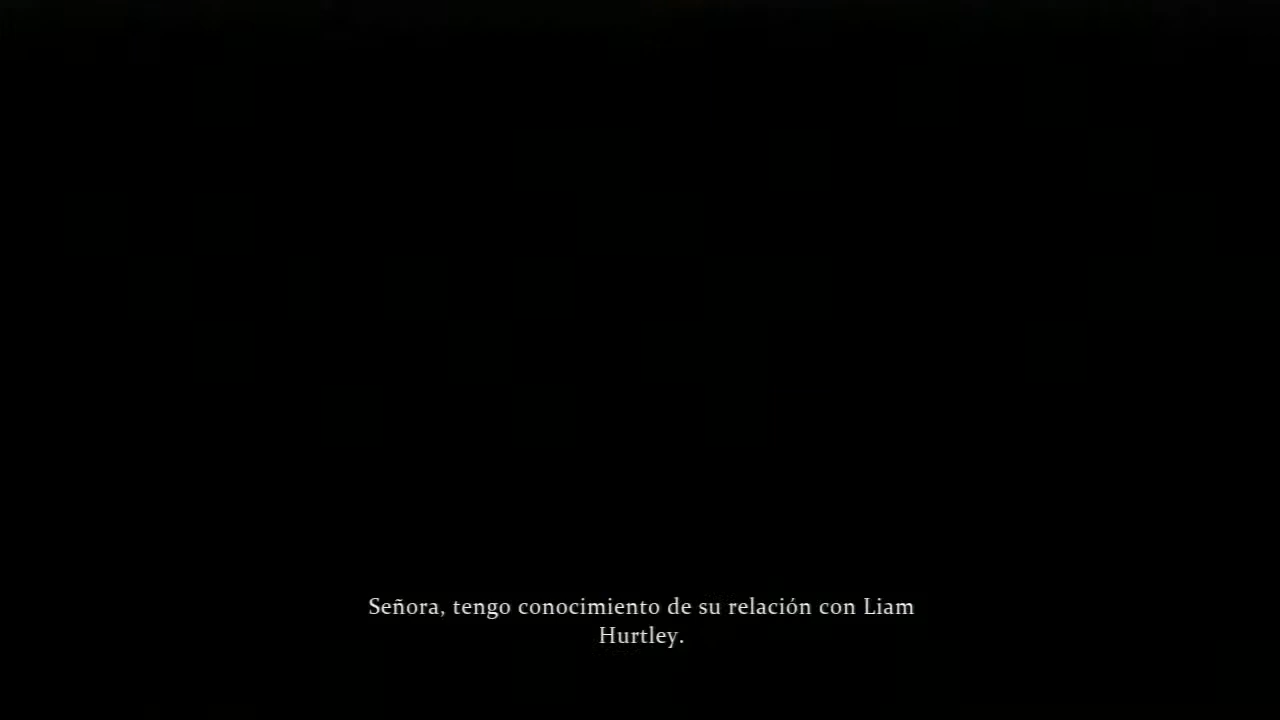 Señora, tengo conocimiento de su relación con Liam
Hurtley.